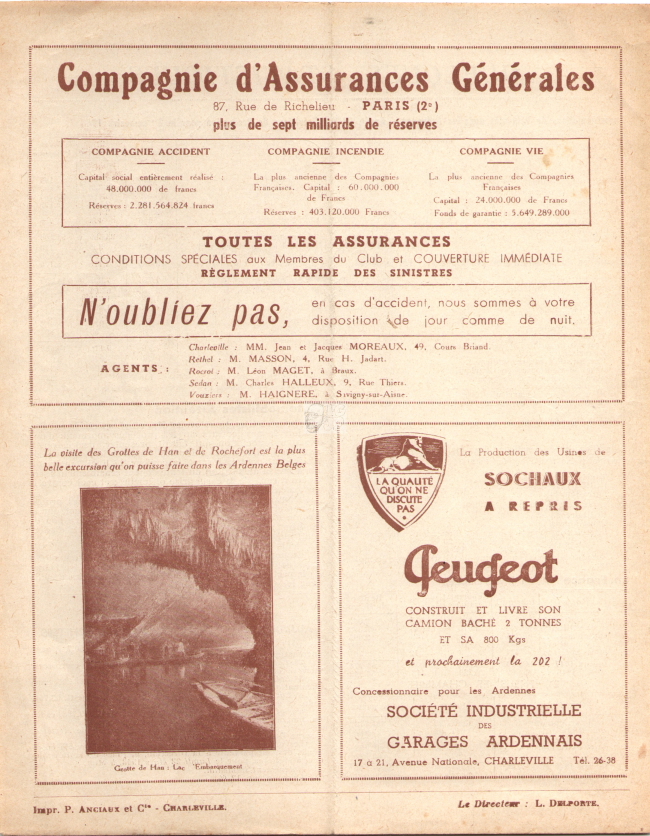 Compagnie d'Assurances Générales
87, Rue de Richelieu - PARIS (2e)
plus de sept milliards de réserves
COMPAGNIE ACCIDENT
Capital social entièrement réalisé :
48.000.000 de francs
Réserves : 2.281.564.824 francs
COMPAGNIE INCENDIE
La plus ancienne des Compagnies
Françaises. Capital : 60.000.000
de Francs
Réserves : 403.120.000 Francs
COMPAGNIE VIE
La plus ancienne des Compagnies
Françaises
Capital : 24.000.000 de Francs
Fonds de garantie : 5.649.289.000
TOUTES LES ASSURANCES
CONDITIONS SPÉCIALES aux Membres du Club et COUVERTURE IMMÉDIATE
RÈGLEMENT RAPIDE DES SINISTRES
N'oubliez pas,
en cas d'accident, nous sommes à votre
disposition de jour comme de nuit.
AGENTS :
Charleville : MM. Jean et Jacques MOREAUX, 49, Cours Briand.
Rethel : M. MASSON, 4, Rue H. Jadart.
Rocroi : M. Léon MAGET, à Braux.
Sedan : M. Charles HALLEUX, 9, Rue Thiers.
Vouziers : M. HAIGNERE, à Savigny-sur-Aisne.
La visite des Grottes de Han et de Rochefort est la plus
belle excursion qu'on puisse faire dans les Ardennes Belges
Grotte de Han : Lac 'Embarquement
LA QUALITÉ
QU'ON NE
DISCUTE
PAS
La Production des Usines de
SOCHAUX
A REPRIS
Peugeot
CONSTRUIT ET LIVRE SON
CAMION BACHÉ 2 TONNES
ET SA 800 Kgs
et prochainement la 202 !
Concessionnaire pour les Ardennes
SOCIÉTÉ INDUSTRIELLE
DES
GARAGES ARDENNAIS
17 à 21, Avenue Nationale, CHARLEVILLE Tél. 26-38
Impr. P. ANCIAUX et Cie - CHARLEVILLE.
Le Directeur : L. DELPORTE.